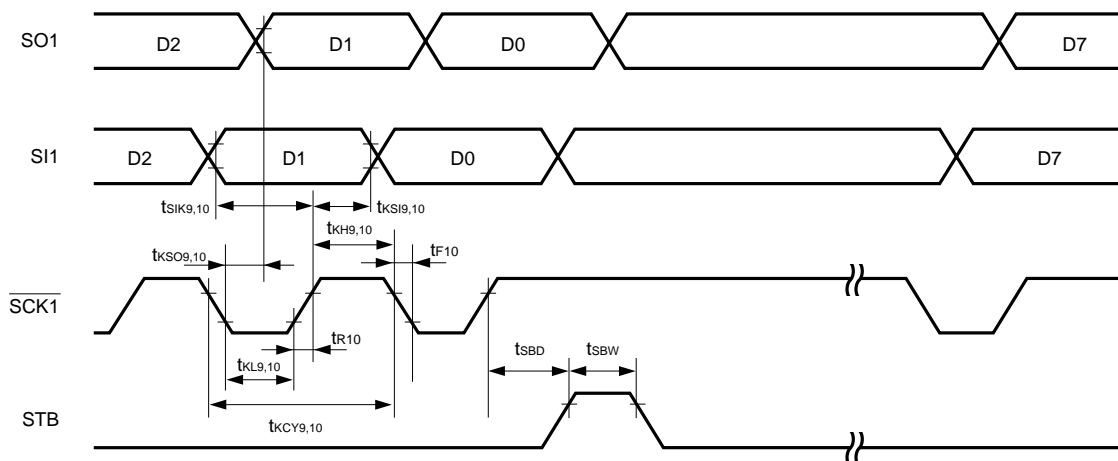 SO1 D2 D1 D0 D7
SI1 D2 D1 D0 D7
tSIK9,10 tKSI9,10
tKH9,10
tKSO9,10 tF10
SCK1
tR10
tSBD tSBW
tKL9,10
STB
tKCY9,10